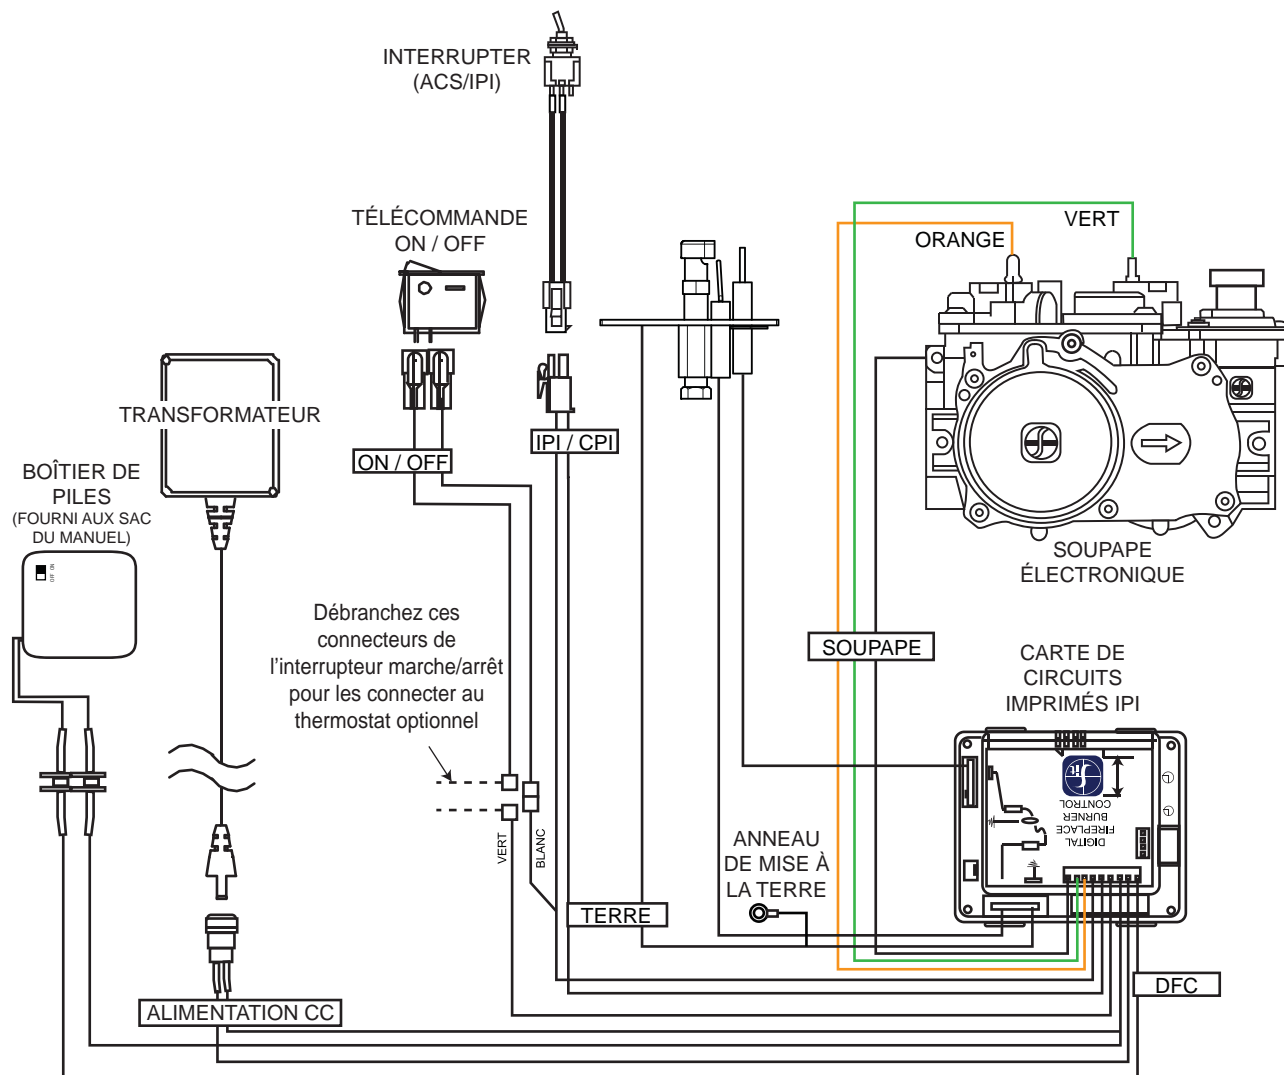 INTERRUPTER
(ACS/IPI)
TÉLÉCOMMANDE
ON / OFF
VERT
ORANGE
TRANSFORMATEUR
ON / OFF
IPI / CPI
BOÎTIER DE
PILES
(FOURNI AUX SAC
DU MANUEL)
OFF ON
SOUPAPE
ÉLECTRONIQUE
Débranchez ces
connecteurs de
l'interrupteur marche/arrêt
pour les connecter au
thermostat optionnel
SOUPAPE
CARTE DE
CIRCUITS
IMPRIMÉS IPI
fit
DIGITAL
FIREPLACE
BURNER
CONTROL
VERT
BLANC
ANNEAU
DE MISE À
LA TERRE
TERRE
DFC
ALIMENTATION CC